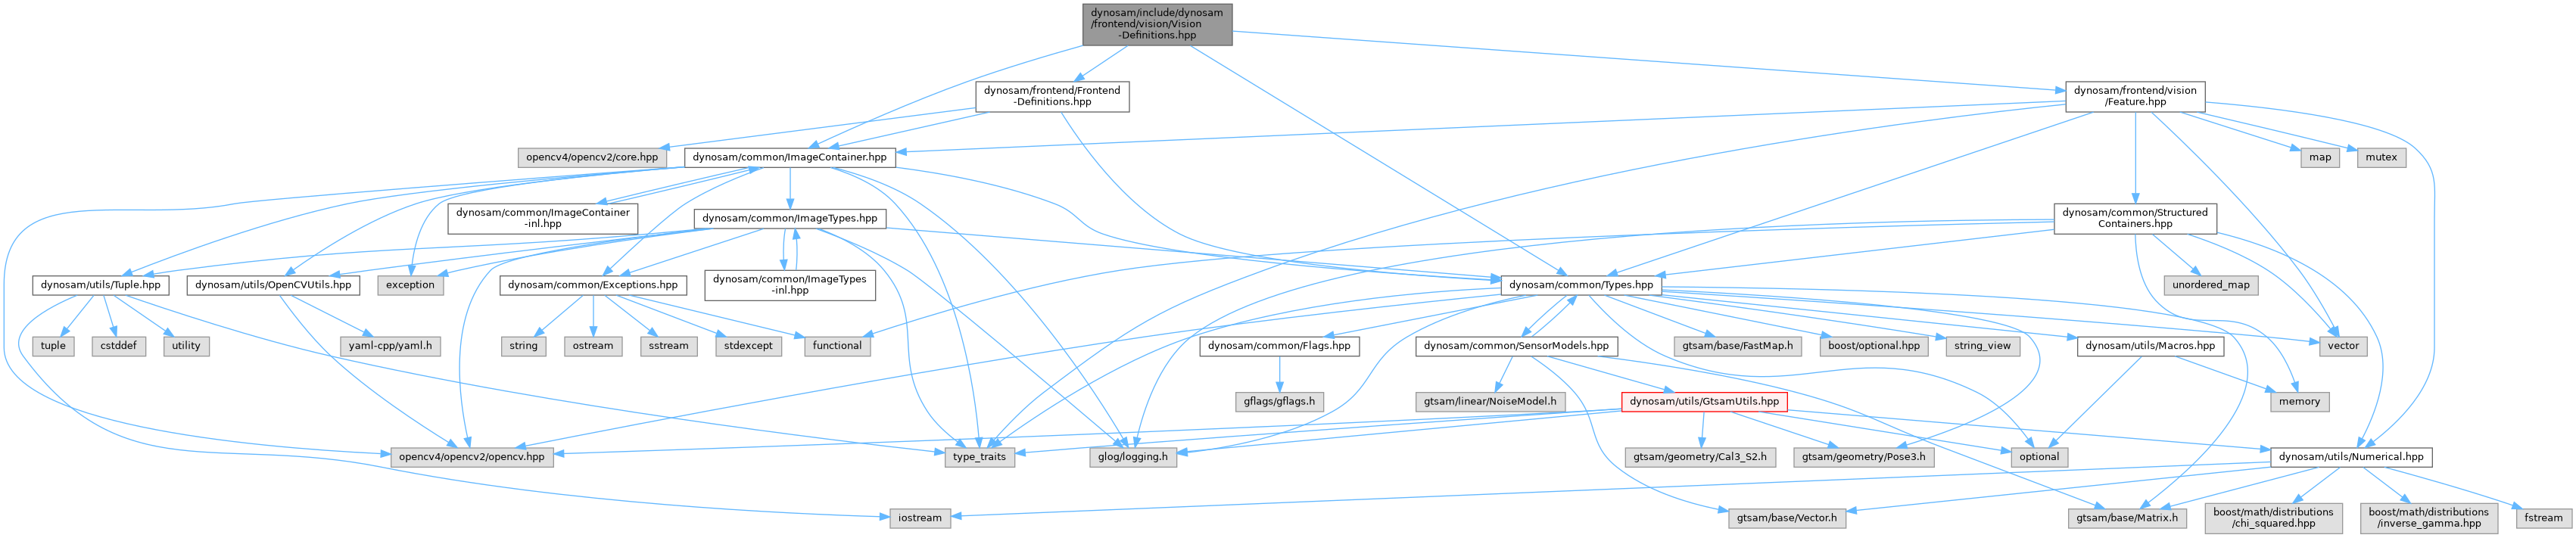 dynosam/include/dynosam
/frontend/vision/Vision
-Definitions.hpp
dynosam/frontend/Frontend
-Definitions.hpp
dynosam/frontend/vision
/Feature.hpp
opencv4/opencv2/core.hpp
dynosam/common/ImageContainer.hpp
map
mutex
dynosam/common/ImageContainer
-inl.hpp
dynosam/common/ImageTypes.hpp
dynosam/common/Structured
Containers.hpp
dynosam/utils/Tuple.hpp
dynosam/utils/OpenCVUtils.hpp
exception
dynosam/common/Exceptions.hpp
dynosam/common/ImageTypes
-inl.hpp
dynosam/common/Types.hpp
unordered_map
tuple
cstddef
utility
yaml-cpp/yaml.h
string
ostream
sstream
stdexcept
functional
dynosam/common/Flags.hpp
dynosam/common/SensorModels.hpp
gtsam/base/FastMap.h
boost/optional.hpp
string_view
dynosam/utils/Macros.hpp
vector
gflags/gflags.h
gtsam/linear/NoiseModel.h
dynosam/utils/GtsamUtils.hpp
memory
opencv4/opencv2/opencv.hpp
type_traits
glog/logging.h
gtsam/geometry/Cal3_S2.h
gtsam/geometry/Pose3.h
optional
dynosam/utils/Numerical.hpp
iostream
gtsam/base/Vector.h
gtsam/base/Matrix.h
boost/math/distributions
/chi_squared.hpp
boost/math/distributions
/inverse_gamma.hpp
fstream